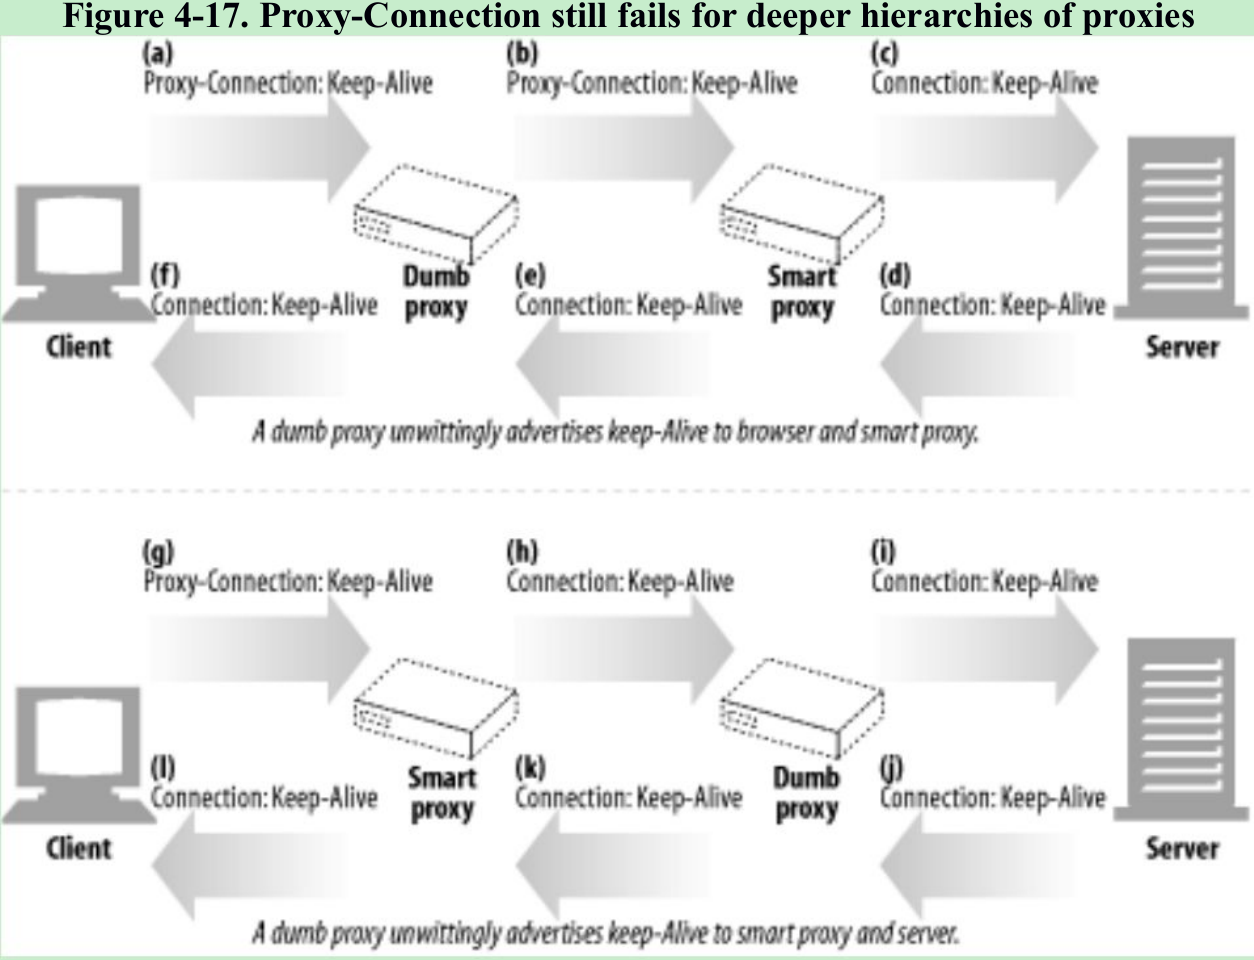 Figure 4-17. Proxy-Connection still fails for deeper hierarchies of proxies
(a)
Proxy-Connection: Keep-Alive
(b)
Proxy-Connection: Keep-Alive
(c)
Connection: Keep-Alive
(f)
Connection: Keep-Alive
Dumb
proxy
(e)
Connection: Keep-Alive
Smart
proxy
(d)
Connection: Keep-Alive
Client
Server
A dumb proxy unwittingly advertises keep-Alive to browser and smart proxy.
(g)
Proxy-Connection: Keep-Alive
(h)
Connection: Keep-Alive
(i)
Connection: Keep-Alive
(l)
Connection: Keep-Alive
Smart
proxy
(k)
Connection: Keep-Alive
Dumb
proxy
(j)
Connection: Keep-Alive
Client
Server
A dumb proxy unwittingly advertises keep-Alive to smart proxy and server.